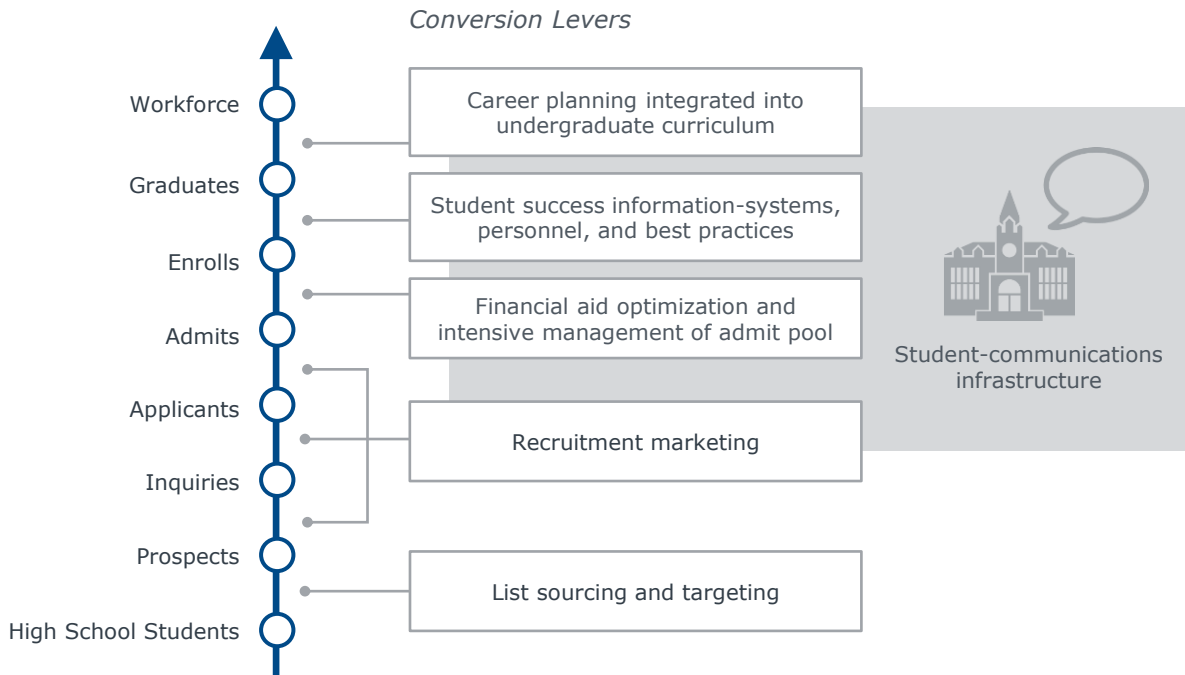 Conversion Levers
Workforce
Career planning integrated into
undergraduate curriculum
Graduates
Student success information-systems,
personnel, and best practices
Enrolls
Financial aid optimization and
intensive management of admit pool
Admits
Student-communications
infrastructure
Applicants
Recruitment marketing
Inquiries
Prospects
List sourcing and targeting
High School Students